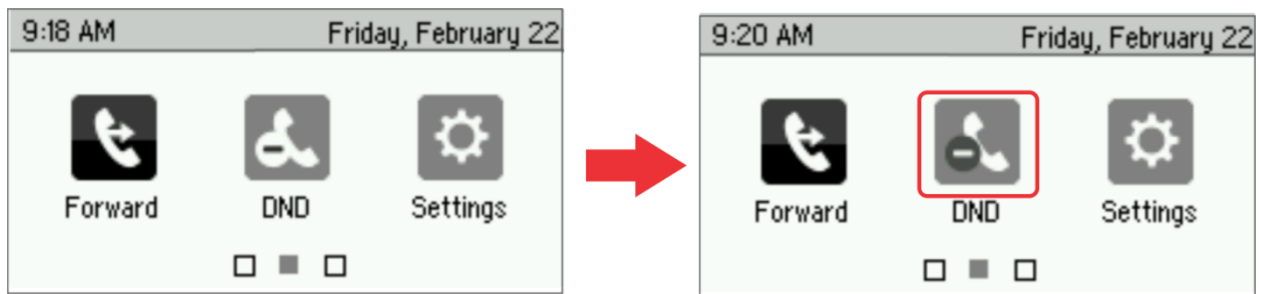 9:18 AM Friday, February 22
Forward DND Settings
9:20 AM Friday, February 22
Forward DND Settings